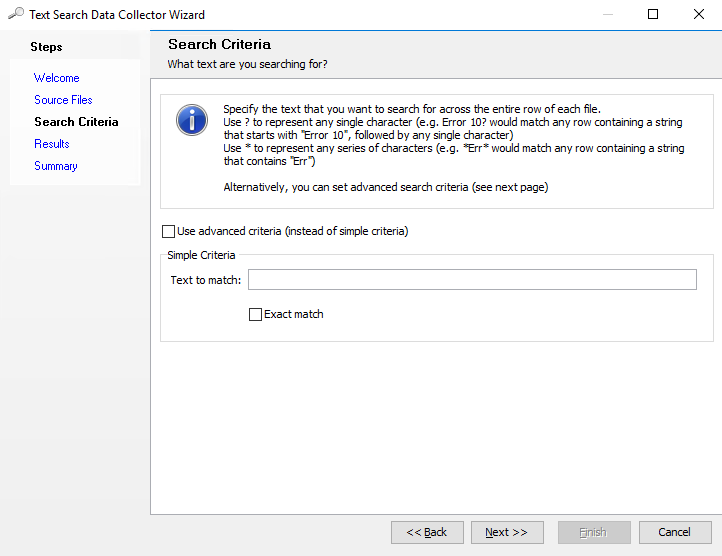 Text Search Data Collector Wizard
Steps
Welcome
Source Files
Search Criteria
Results
Summary
Search Criteria
What text are you searching for?
Specify the text that you want to search for across the entire row of each file.
Use ? to represent any single character (e.g. Error 10? would match any row containing a string
that starts with "Error 10", followed by any single character)
Use * to represent any series of characters (e.g. *Err* would match any row containing a string
that contains "Err")
Alternatively, you can set advanced search criteria (see next page)
Use advanced criteria (instead of simple criteria)
Simple Criteria
Text to match:
Exact match
<< Back
Next >>
Finish
Cancel